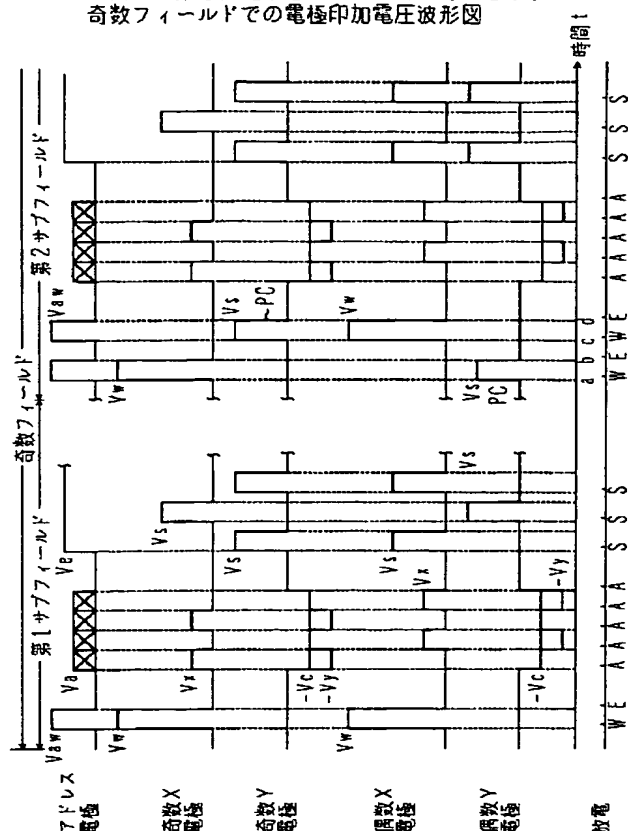 奇数フィールドでの電極印加電圧波形図
奇数フィールド
第1サブフィールド
第2サブフィールド
時間t
アドレス
電極
Vaw
Va
Ve
Vaw
奇数X
電極
Vw
Vx
Vs
Vw
奇数Y
電極
-Vc
-Vy
Vs
Vs
~PC
偶数X
電極
Vw
Vx
Vs
Vw
偶数Y
電極
-Vc
-Vy
Vs
Vs
PC
a b c d
放電
W E A A A A A S S S W E W E A A A A A S S S